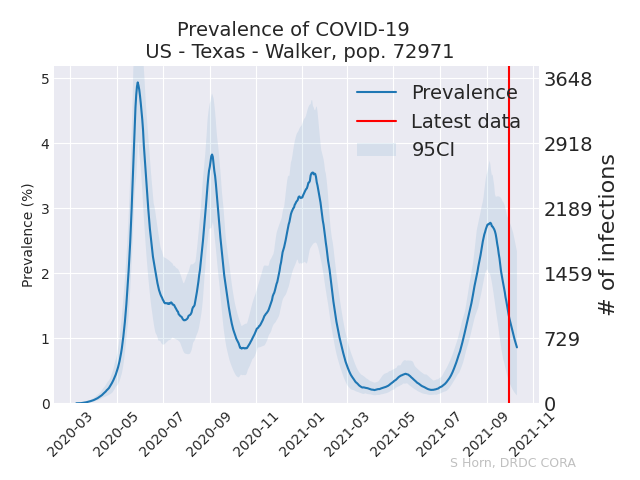 Prevalence of COVID-19
US - Texas - Walker, pop. 72971
Prevalence
Latest data
95CI
Prevalence (%)
5
4
3
2
1
0
3648
2918
2189
1459
729
0
# of infections
2020-03
2020-05
2020-07
2020-09
2020-11
2021-01
2021-03
2021-05
2021-07
2021-09
2021-11
S Horn, DRDC CORA